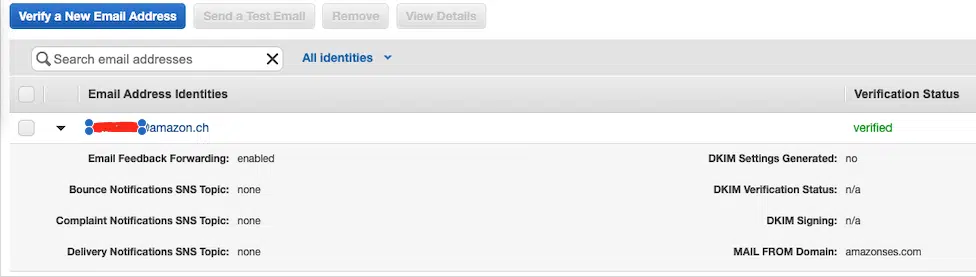 Verify a New Email Address Send a Test Email Remove View Details
Search email addresses All identities
Email Address Identities Verification Status
@amazon.ch verified
Email Feedback Forwarding: enabled DKIM Settings Generated: no
Bounce Notifications SNS Topic: none DKIM Verification Status: n/a
Complaint Notifications SNS Topic: none DKIM Signing: n/a
Delivery Notifications SNS Topic: none MAIL FROM Domain: amazonses.com